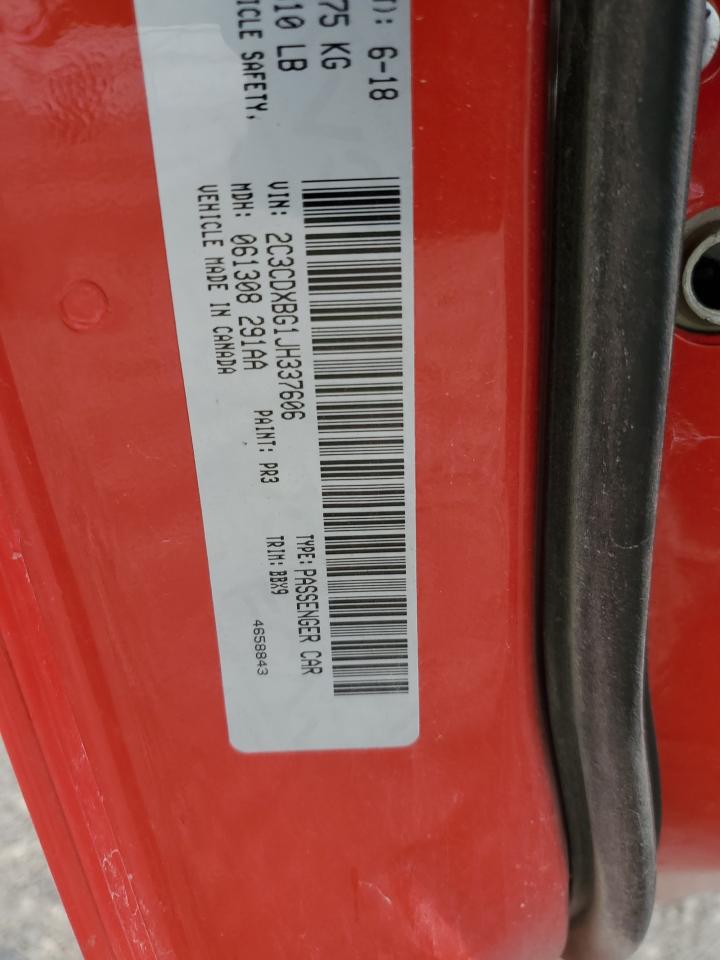 T): 6-18
75 KG
10 LB
ICLE SAFETY,
VIN: 2C3CDXBG1JH337606
MDH: 061308 291AA
VEHICLE MADE IN CANADA
PAINT: PR3
TYPE: PASSENGER CAR
TRIM: BBX9
4658843